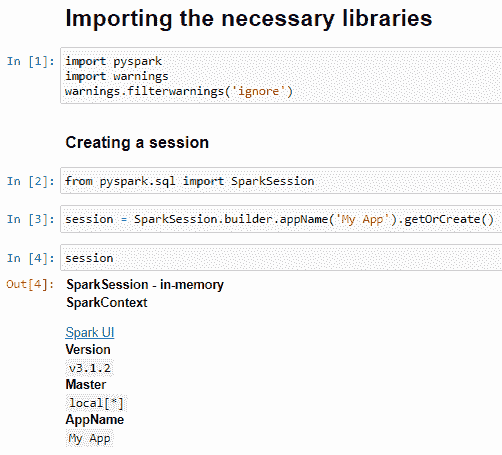 Importing the necessary libraries
In [1]: import pyspark
import warnings
warnings.filterwarnings('ignore')
Creating a session
In [2]: from pyspark.sql import SparkSession
In [3]: session = SparkSession.builder.appName('My App').getOrCreate()
In [4]: session
Out[4]: SparkSession - in-memory
SparkContext
Spark UI
Version
v3.1.2
Master
local[*]
AppName
My App